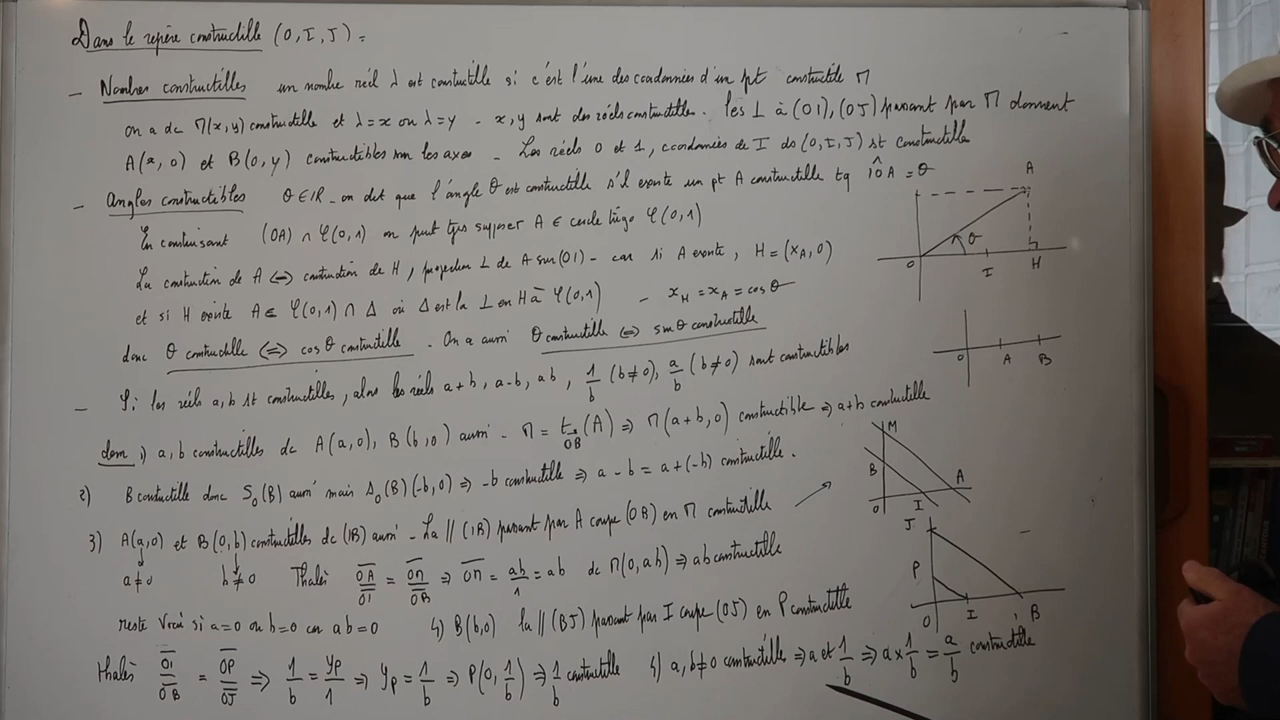 Dans le repère constructible (O, I, J) =
- Nombres constructibles un nombre réel λ est constructible si c'est l'une des coordonnées d'un pt constructible M
on a dc M(x,y) constructible et λ=x ou λ=y - x, y sont des réels constructibles. les ⊥ à (OI), (OJ) passant par M donnent
A(x, 0) et B(0, y) constructibles sur les axes - Les réels 0 et 1, coordonnées de I ds (O, I, J) st constructibles
- Angles constructibles θ∈IR - on dit que l'angle θ est constructible s'il existe un pt A constructible tq IÔA = θ
En construisant (OA) ∩ 𝒞(0,1) on peut tjs supposer A ∈ cercle trigo 𝒞(0,1)
La construction de A ⟺ construction de H, projection ⊥ de A sur (OI) - car si A existe, H = (x_A, 0)
et si H existe A ∈ 𝒞(0,1) ∩ Δ où Δ est la ⊥ en H à 𝒞(0,1) - x_H = x_A = cos θ
donc θ constructible ⟺ cos θ constructible. On a aussi θ constructible ⟺ sin θ constructible
- Si les réels a, b st constructibles, alors les réels a+b, a-b, ab, 1/b (b≠0), a/b (b≠0) sont constructibles
dem 1) a, b constructibles dc A(a,0), B(b,0) aussi - M = t_OB(A) ⇒ M(a+b, 0) constructible ⇒ a+b constructible
2) B constructible donc S_O(B) aussi mais s_O(B)(-b,0) ⇒ -b constructible ⇒ a - b = a+(-b) constructible.
3) A(a,0) et B(0,b) constructibles dc (IB) aussi - La // (IB) passant par A coupe (OB) en M constructible
a≠0 b≠0 Thalès OA/OI = OM/OB ⇒ OM = ab/1 = ab dc M(0, ab) ⇒ ab constructible
reste vrai si a=0 ou b=0 car ab=0 4) B(b,0) la // (BJ) passant par I coupe (OJ) en P constructible
Thalès OI/OB = OP/OJ ⇒ 1/b = y_P/1 ⇒ y_P = 1/b ⇒ P(0, 1/b) ⇒ 1/b constructible 5) a, b≠0 constructible ⇒ a et 1/b ⇒ a × 1/b = a/b constructible
A
θ
O I H
O A B
M
B
A
O I
J
P
O I B